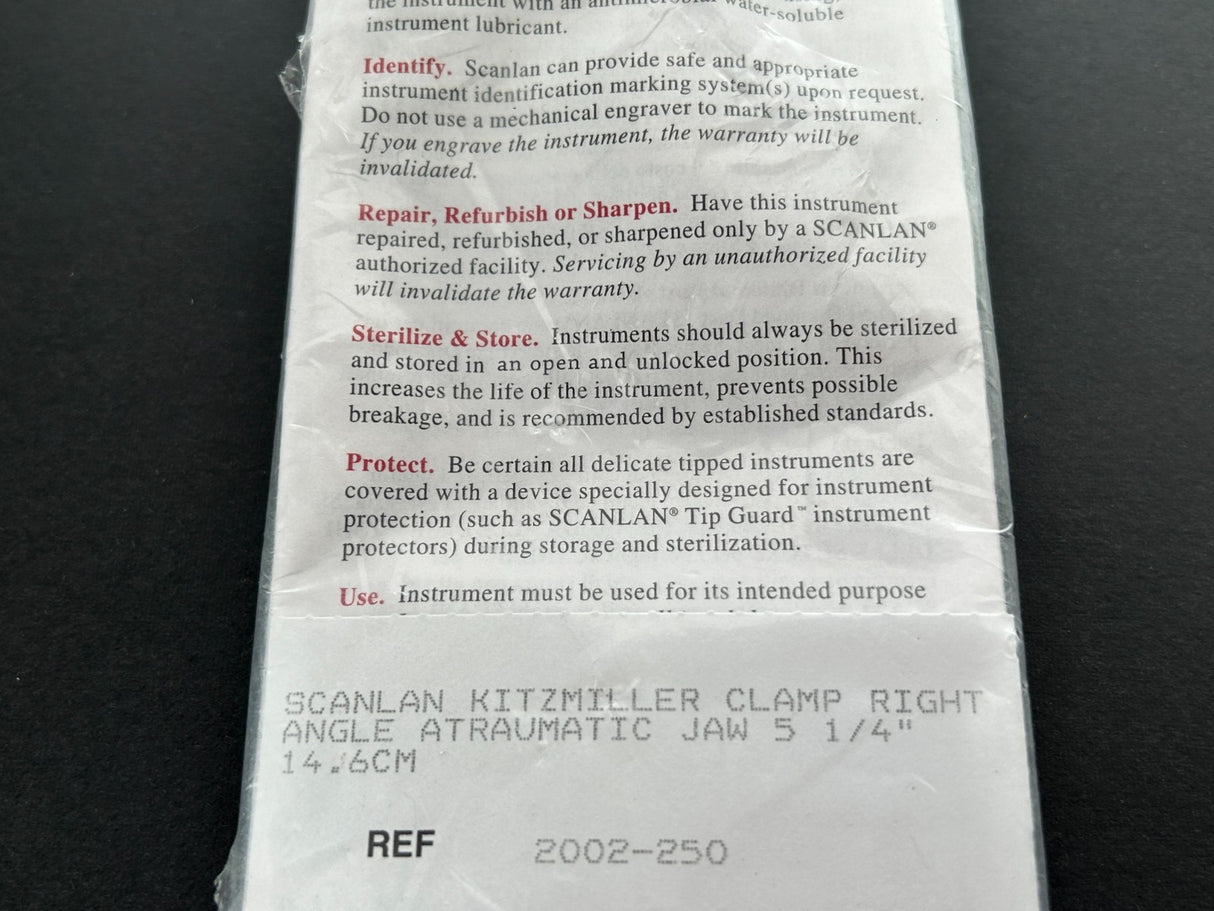 the instrument with an antimicrobial water-soluble
instrument lubricant.
Identify. Scanlan can provide safe and appropriate
instrument identification marking system(s) upon request.
Do not use a mechanical engraver to mark the instrument.
If you engrave the instrument, the warranty will be
invalidated.
Repair, Refurbish or Sharpen. Have this instrument
repaired, refurbished, or sharpened only by a SCANLAN®
authorized facility. Servicing by an unauthorized facility
will invalidate the warranty.
Sterilize & Store. Instruments should always be sterilized
and stored in an open and unlocked position. This
increases the life of the instrument, prevents possible
breakage, and is recommended by established standards.
Protect. Be certain all delicate tipped instruments are
covered with a device specially designed for instrument
protection (such as SCANLAN® Tip Guard™ instrument
protectors) during storage and sterilization.
Use. Instrument must be used for its intended purpose
SCANLAN KITZMILLER CLAMP RIGHT
ANGLE ATRAUMATIC JAW 5 1/4"
14.6CM
REF 2002-250